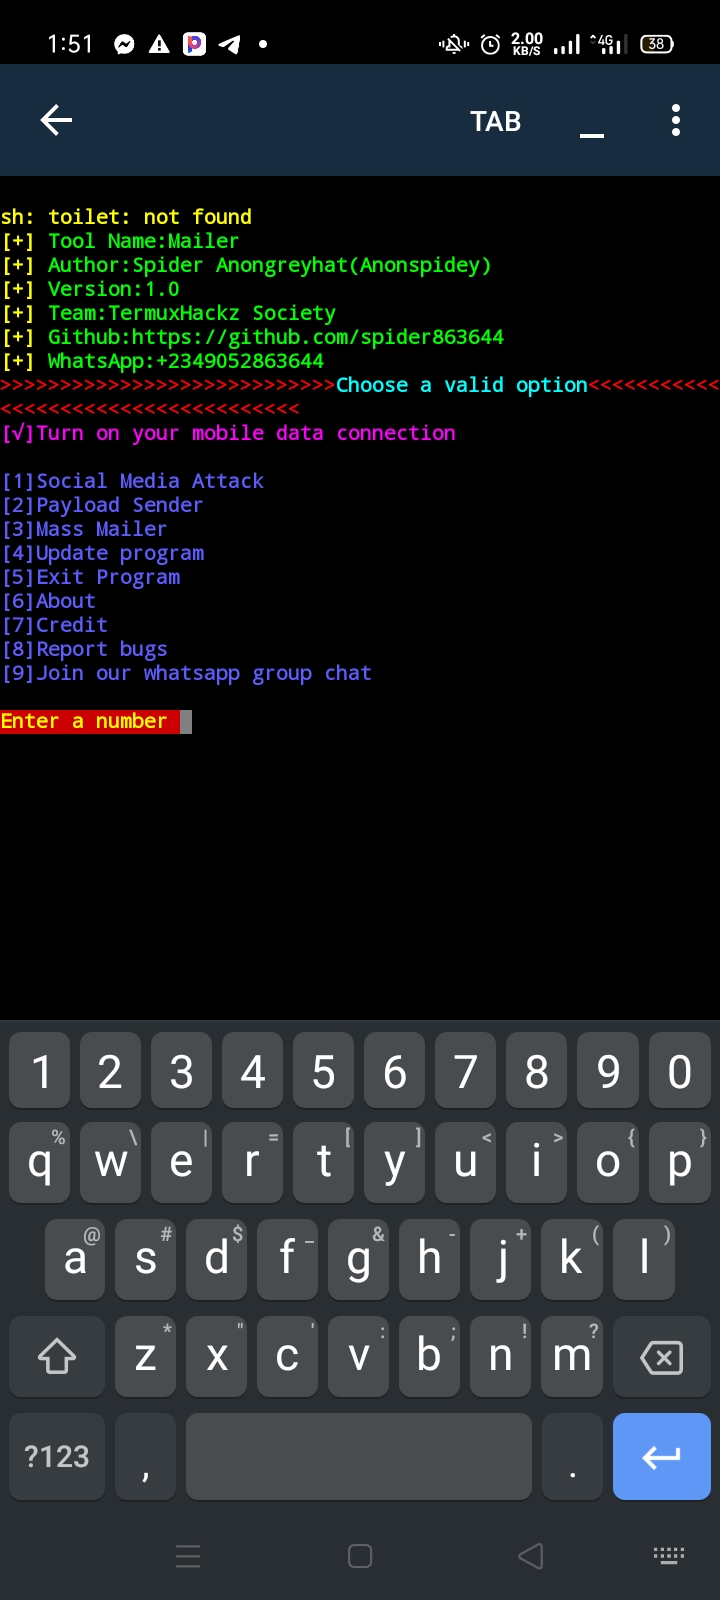 1:51 2.00 KB/S 4G 38
TAB _
sh: toilet: not found
[+] Tool Name:Mailer
[+] Author:Spider Anongreyhat(Anonspidey)
[+] Version:1.0
[+] Team:TermuxHackz Society
[+] Github:https://github.com/spider863644
[+] WhatsApp:+2349052863644
>>>>>>>>>>>>>>>>>>>>>>>>>>>>Choose a valid option<<<<<<<<<<<
<<<<<<<<<<<<<<<<<<<<<<<<<
[√]Turn on your mobile data connection
[1]Social Media Attack
[2]Payload Sender
[3]Mass Mailer
[4]Update program
[5]Exit Program
[6]About
[7]Credit
[8]Report bugs
[9]Join our whatsapp group chat
Enter a number
1 2 3 4 5 6 7 8 9 0
q % w \ e | r = t [ y ] u < i > o { p }
a @ s # d $ f _ g & h - j + k ( l )
z * x " c ' v : b ; n ! m ?
?123 , .